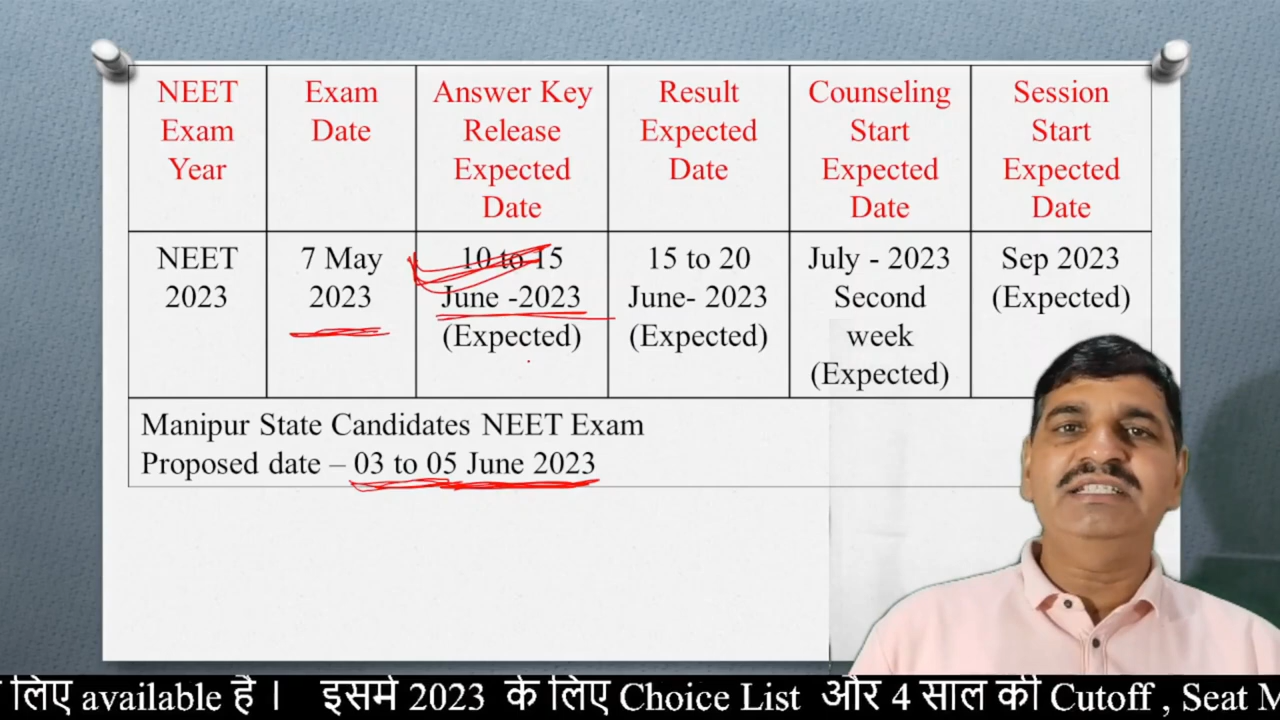 NEET Exam Year
Exam Date
Answer Key Release Expected Date
Result Expected Date
Counseling Start Expected Date
Session Start Expected Date
NEET 2023
7 May 2023
10 to 15 June -2023 (Expected)
15 to 20 June- 2023 (Expected)
July - 2023 Second week (Expected)
Sep 2023 (Expected)
Manipur State Candidates NEET Exam
Proposed date – 03 to 05 June 2023
लिए available है । इसमे 2023 के लिए Choice List और 4 साल की Cutoff , Seat M